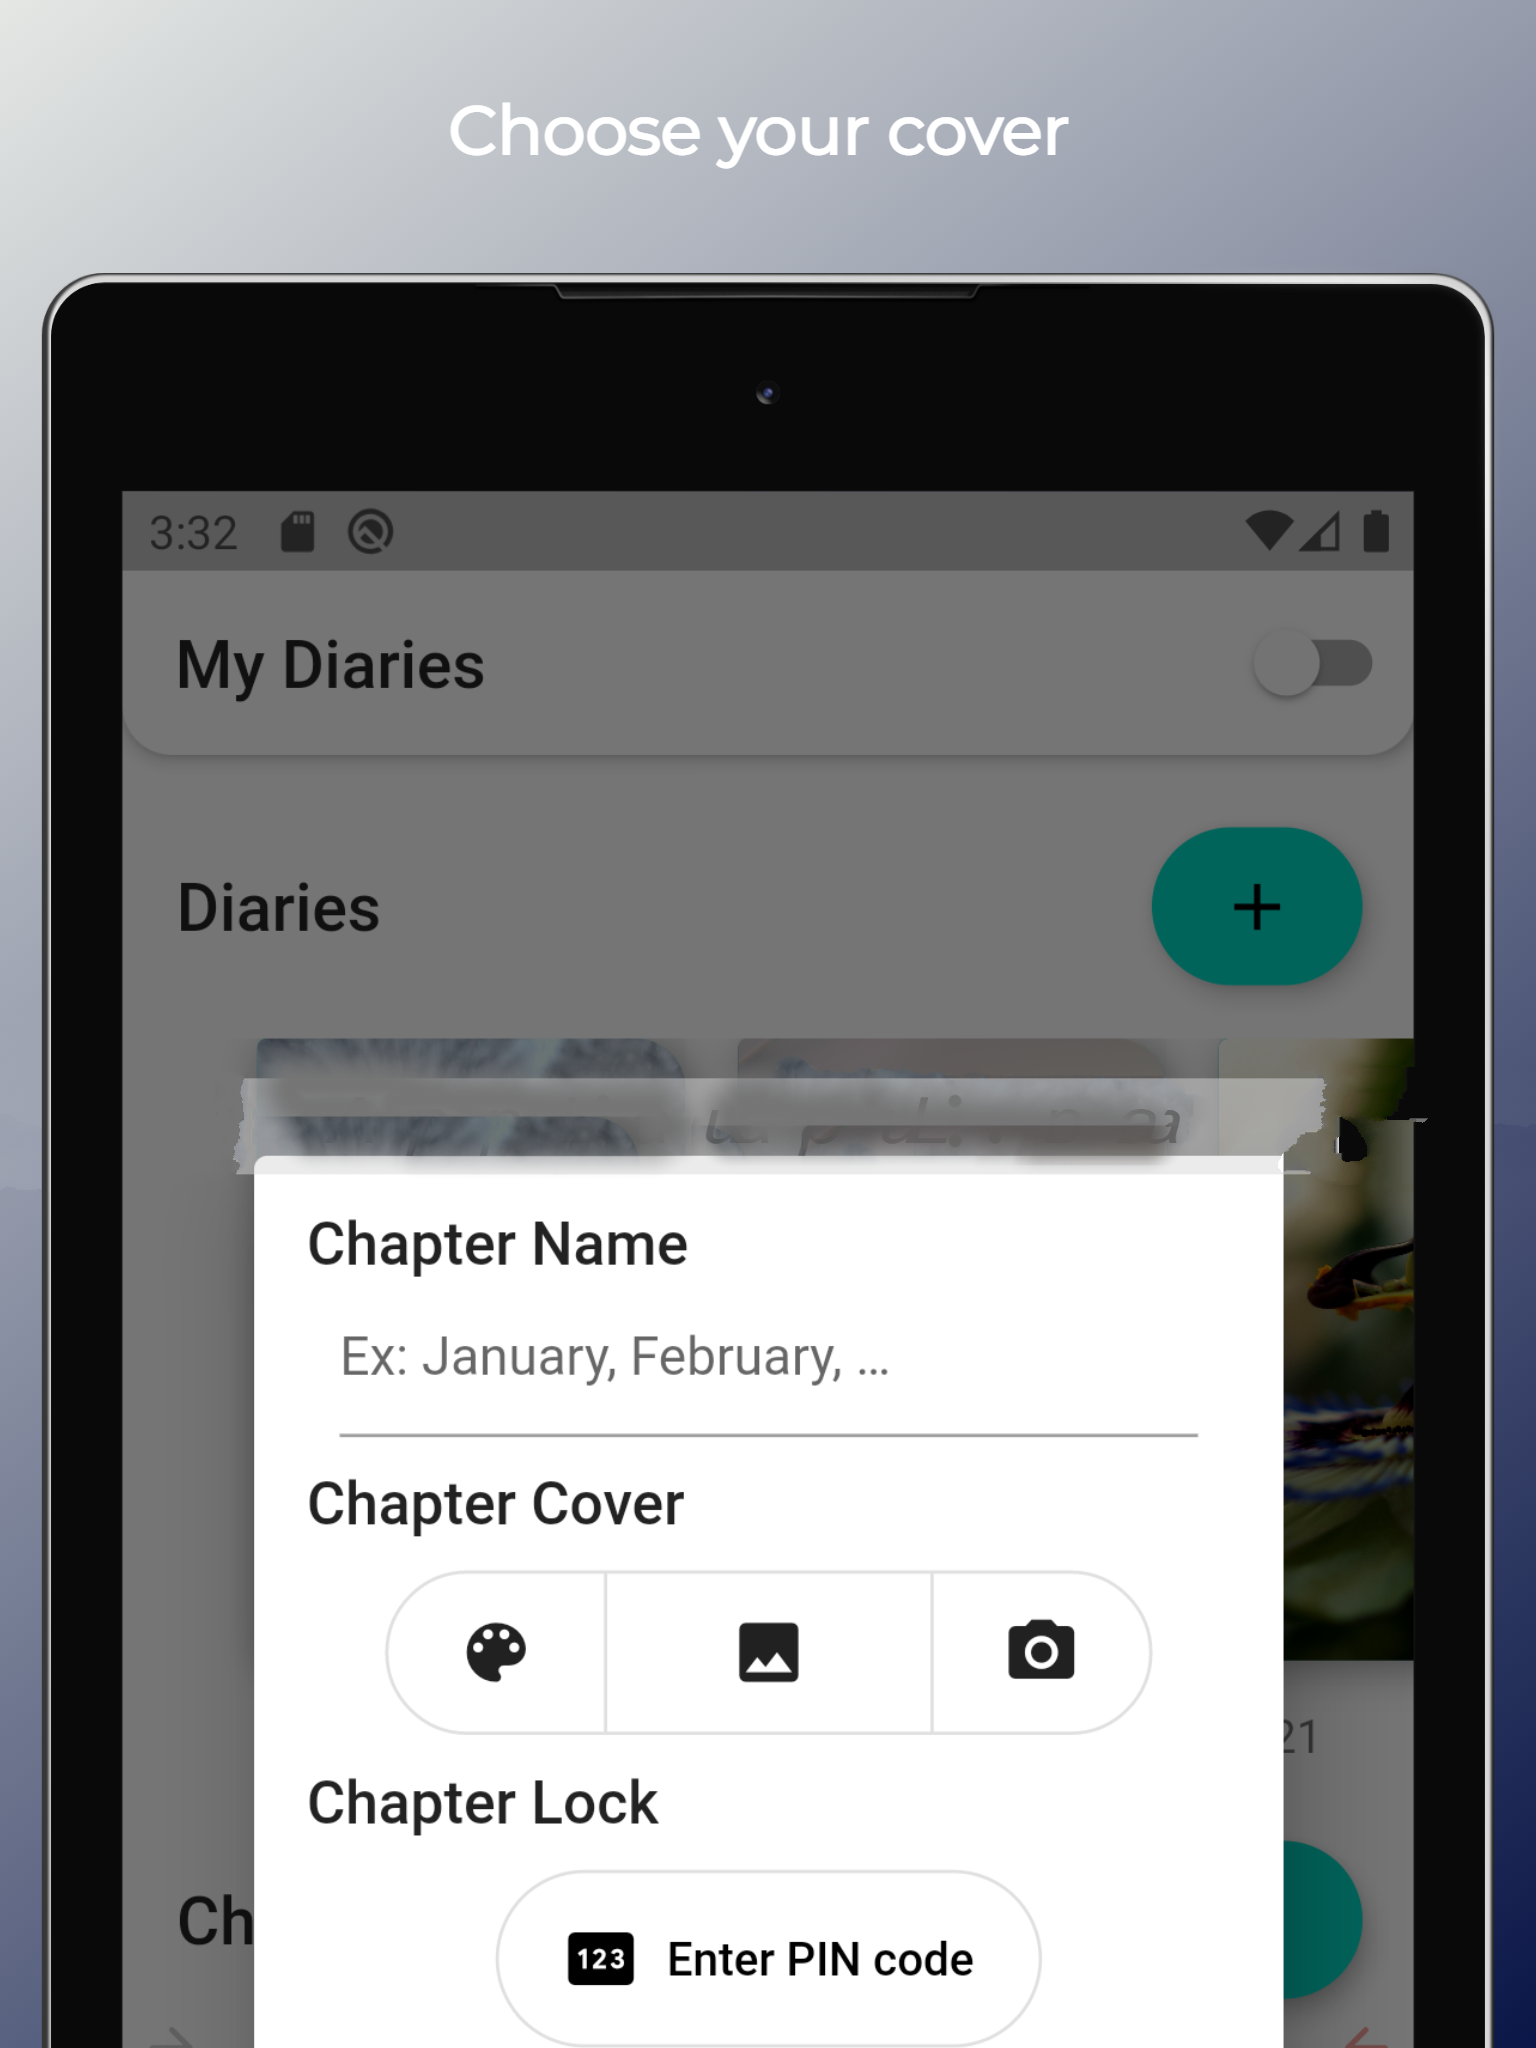 Choose your cover
3:32
My Diaries
Diaries
+
Chapter Name
Ex: January, February, ...
Chapter Cover
21
Chapter Lock
Ch
123 Enter PIN code